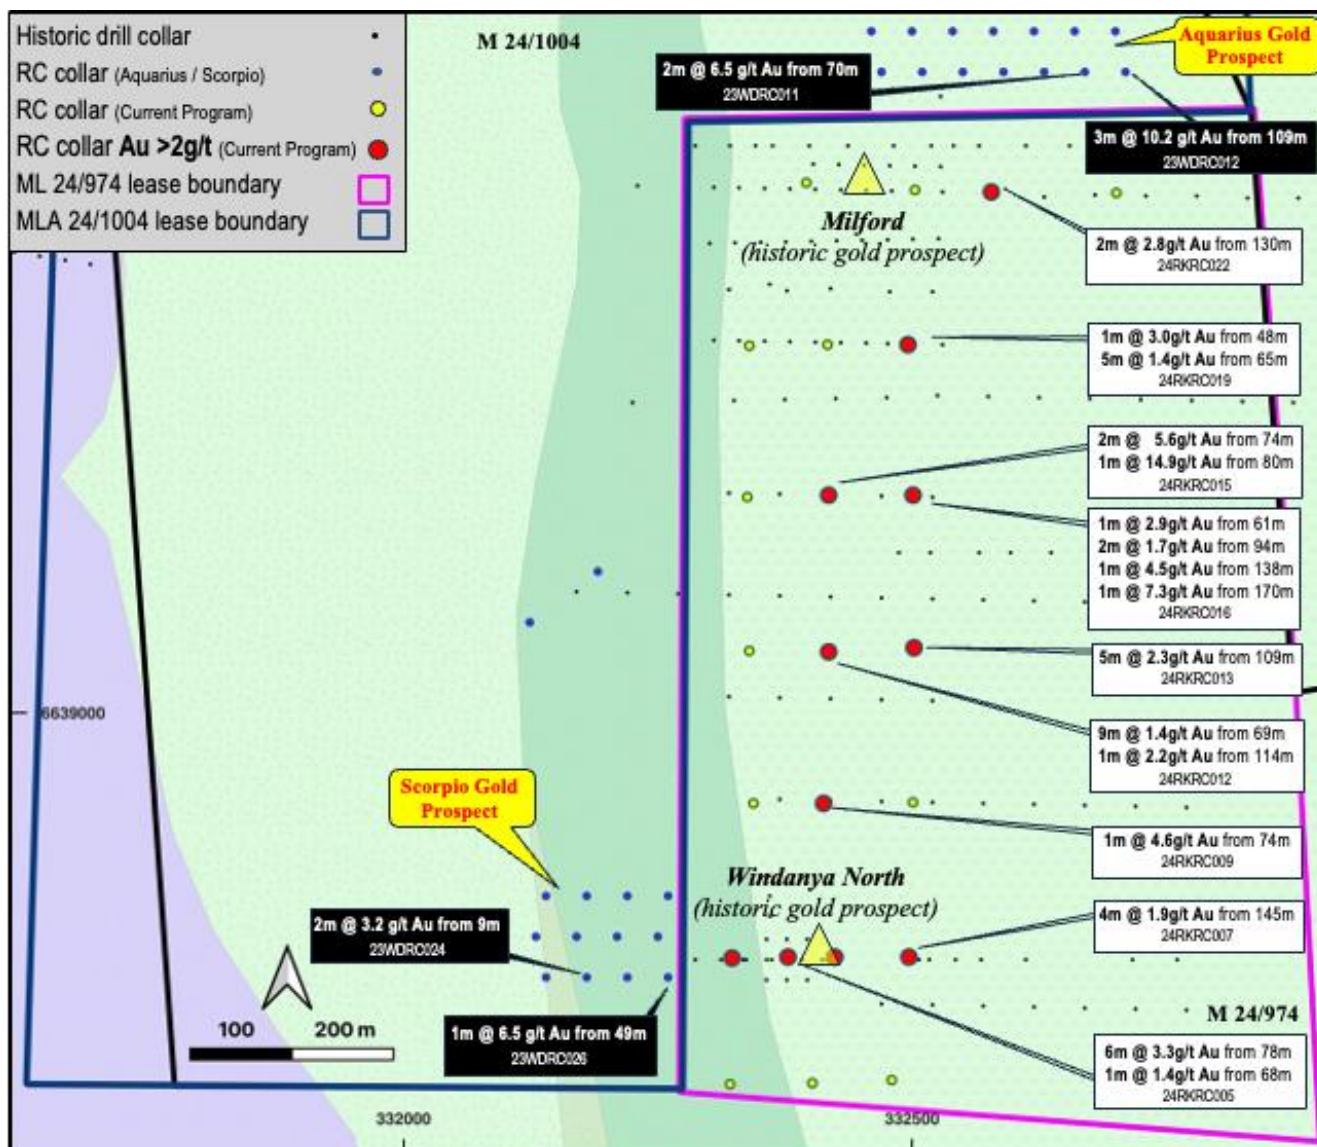 Historic drill collar
RC collar (Aquarius / Scorpio)
RC collar (Current Program)
RC collar Au >2g/t (Current Program)
ML 24/974 lease boundary
MLA 24/1004 lease boundary
M 24/1004
Aquarius Gold
Prospect
2m @ 6.5 g/t Au from 70m
23WDRC011
3m @ 10.2 g/t Au from 109m
23WDRC012
Milford
(historic gold prospect)
2m @ 2.8g/t Au from 130m
24RKRC022
1m @ 3.0g/t Au from 48m
5m @ 1.4g/t Au from 65m
24RKRC019
2m @ 5.6g/t Au from 74m
1m @ 14.9g/t Au from 80m
24RKRC015
1m @ 2.9g/t Au from 61m
2m @ 1.7g/t Au from 94m
1m @ 4.5g/t Au from 138m
1m @ 7.3g/t Au from 170m
24RKRC016
5m @ 2.3g/t Au from 109m
24RKRC013
6639000
9m @ 1.4g/t Au from 69m
1m @ 2.2g/t Au from 114m
24RKRC012
Scorpio Gold
Prospect
1m @ 4.6g/t Au from 74m
24RKRC009
Windanya North
(historic gold prospect)
2m @ 3.2 g/t Au from 9m
23WDRC024
4m @ 1.9g/t Au from 145m
24RKRC007
M 24/974
100 200 m
1m @ 6.5 g/t Au from 49m
23WDRC026
6m @ 3.3g/t Au from 78m
1m @ 1.4g/t Au from 68m
24RKRC005
332000
332500